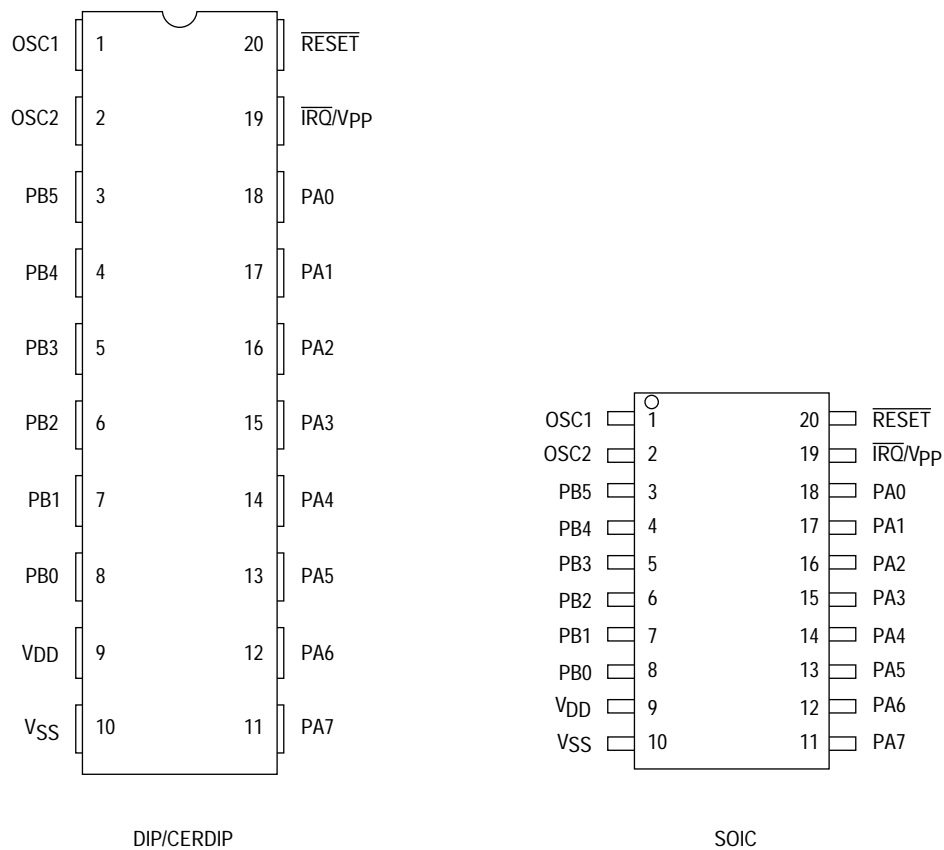 OSC1 1 20 RESET
OSC2 2 19 IRQ/VPP
PB5 3 18 PA0
PB4 4 17 PA1
PB3 5 16 PA2
PB2 6 15 PA3
PB1 7 14 PA4
PB0 8 13 PA5
VDD 9 12 PA6
VSS 10 11 PA7
DIP/CERDIP
OSC1 1 20 RESET
OSC2 2 19 IRQ/VPP
PB5 3 18 PA0
PB4 4 17 PA1
PB3 5 16 PA2
PB2 6 15 PA3
PB1 7 14 PA4
PB0 8 13 PA5
VDD 9 12 PA6
VSS 10 11 PA7
SOIC